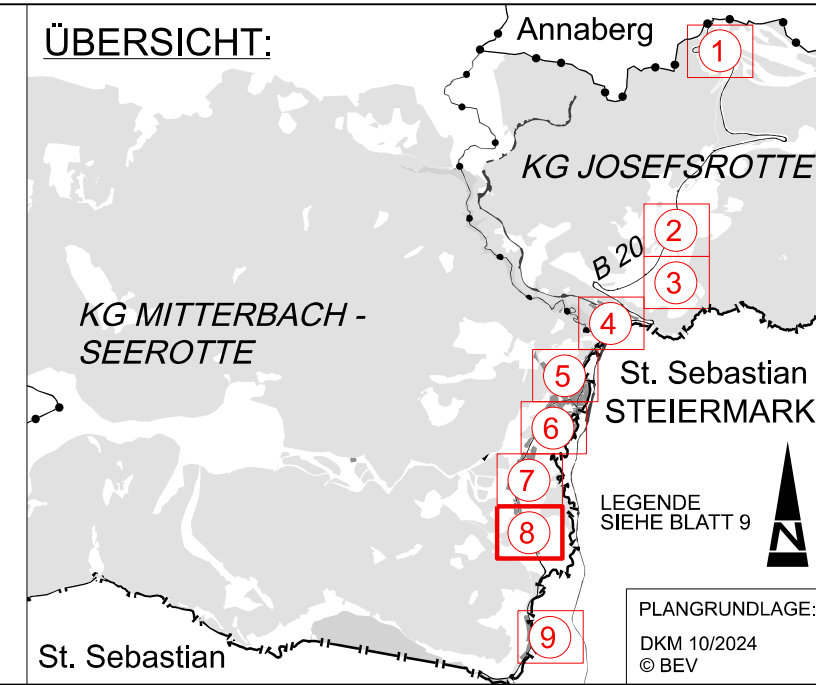 ÜBERSICHT:
Annaberg
1
KG JOSEFSROTTE
2
B 20
3
KG MITTERBACH -
SEEROTTE
4
5
St. Sebastian
STEIERMARK
6
7
LEGENDE
SIEHE BLATT 9
8
N
9
PLANGRUNDLAGE:
DKM 10/2024
© BEV
St. Sebastian